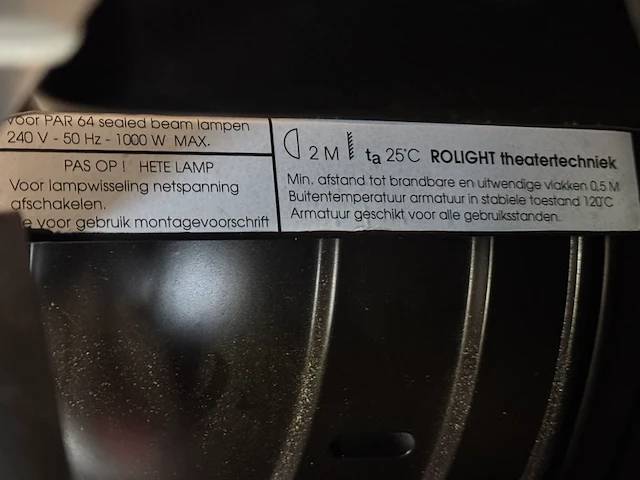 voor PAR 64 sealed beam lampen
240 V - 50 Hz - 1000 W MAX.
PAS OP ! HETE LAMP
Voor lampwisseling netspanning
afschakelen.
e voor gebruik montagevoorschrift
2 M ta 25°C ROLIGHT theatertechniek
Min. afstand tot brandbare en uitwendige vlakken 0,5 M
Buitentemperatuur armatuur in stabiele toestand 120°C
Armatuur geschikt voor alle gebruiksstanden.